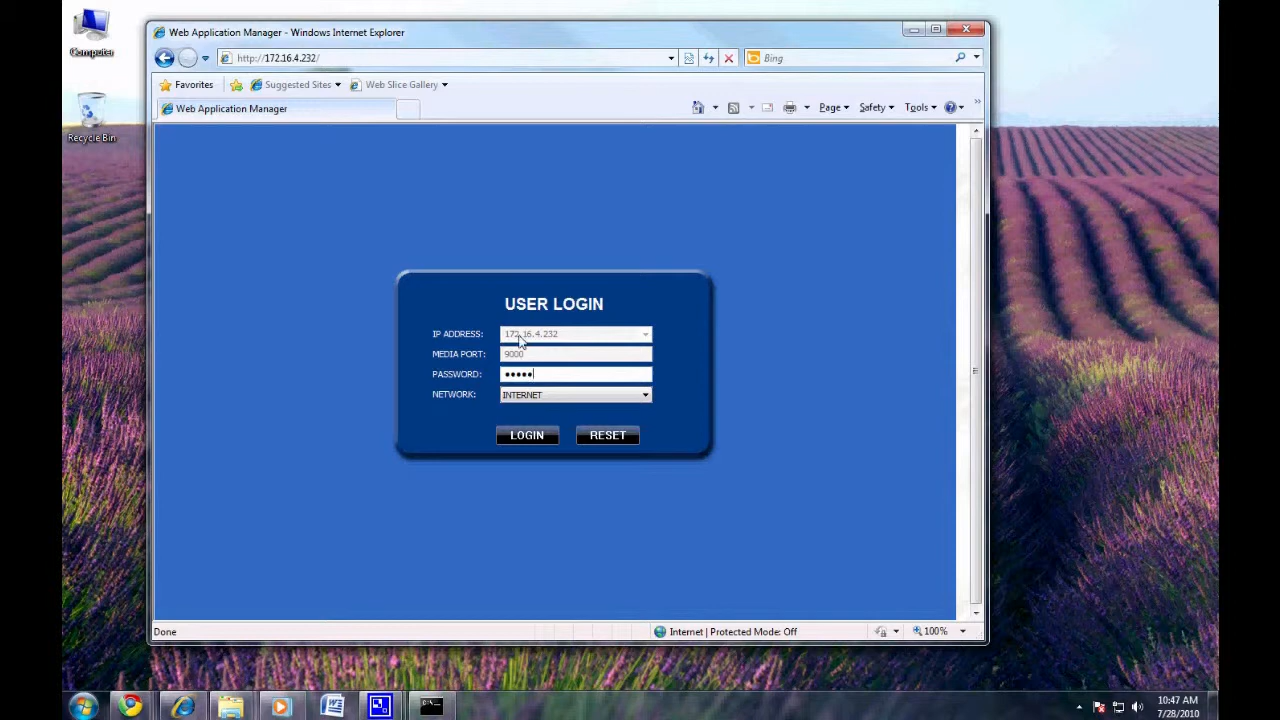 Computer
Recycle Bin
Web Application Manager - Windows Internet Explorer
http://172.16.4.232/
Bing
Favorites
Suggested Sites
Web Slice Gallery
Web Application Manager
Page
Safety
Tools
USER LOGIN
IP ADDRESS: 172.16.4.232
MEDIA PORT: 9000
PASSWORD: •••••
NETWORK: INTERNET
LOGIN RESET
Done
Internet | Protected Mode: Off
100%
10:47 AM
7/28/2010